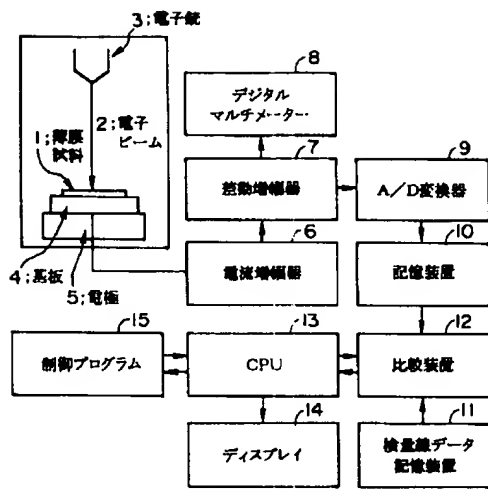 3;電子銃
2;電子
ビーム
1;薄膜
試料
4;基板
5;電極
8
デジタル
マルチメーター
7
差動増幅器
9
A/D変換器
6
電流増幅器
10
記憶装置
15
制御プログラム
13
CPU
12
比較装置
14
ディスプレイ
11
検量線データ
記憶装置